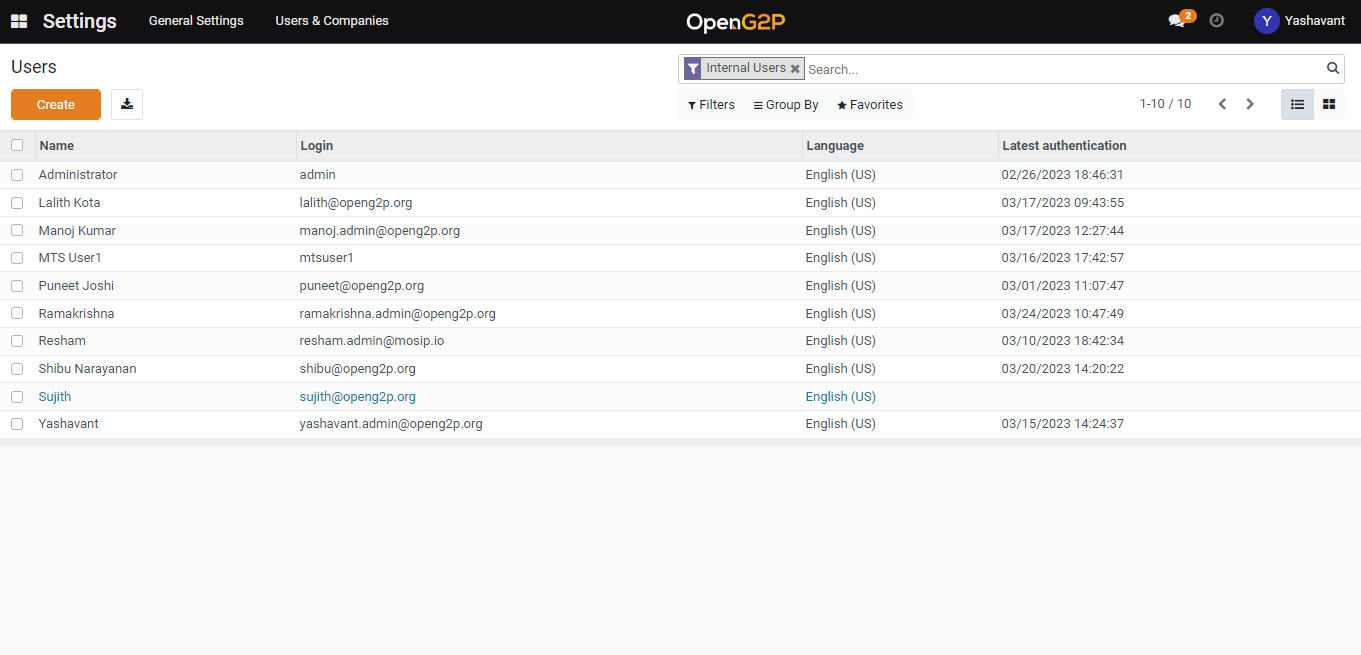 Settings General Settings Users & Companies OpenG2P 2 Y Yashavant
Users Internal Users Search...
Create Filters Group By Favorites 1-10 / 10
Name Login Language Latest authentication
Administrator admin English (US) 02/26/2023 18:46:31
Lalith Kota lalith@openg2p.org English (US) 03/17/2023 09:43:55
Manoj Kumar manoj.admin@openg2p.org English (US) 03/17/2023 12:27:44
MTS User1 mtsuser1 English (US) 03/16/2023 17:42:57
Puneet Joshi puneet@openg2p.org English (US) 03/01/2023 11:07:47
Ramakrishna ramakrishna.admin@openg2p.org English (US) 03/24/2023 10:47:49
Resham resham.admin@mosip.io English (US) 03/10/2023 18:42:34
Shibu Narayanan shibu@openg2p.org English (US) 03/20/2023 14:20:22
Sujith sujith@openg2p.org English (US)
Yashavant yashavant.admin@openg2p.org English (US) 03/15/2023 14:24:37